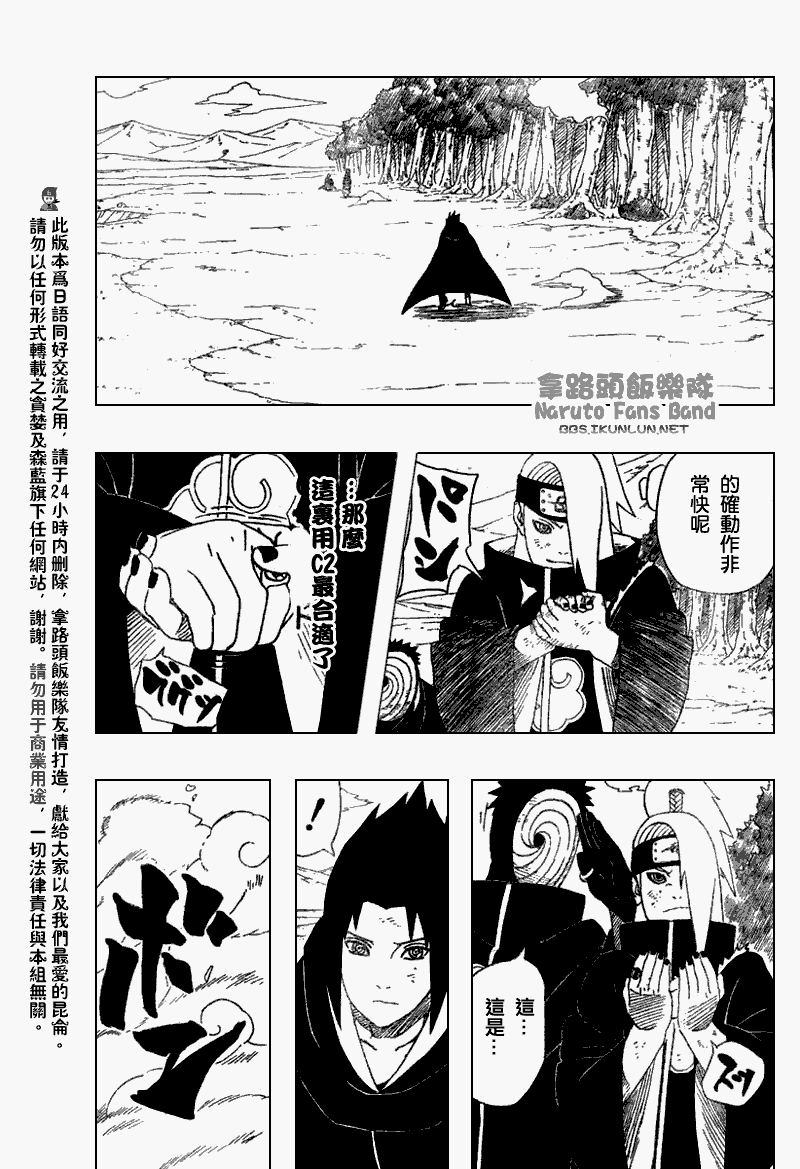 拿路頭飯樂隊
Naruto Fans Band
BBS.IKUNLUN.NET
的確動作非
常快呢
ドン
…那麼
這裏用C2最合適了
這…
這是…
ズォ
!
ボン
此版本爲日語同好交流之用，請于24小時内刪除，拿路頭飯樂隊友情打造，獻給大家以及我們最愛的昆侖。
請勿以任何形式轉載之貪婪及森藍旗下任何網站，謝謝。請勿用于商業用途，一切法律責任與本組無關。